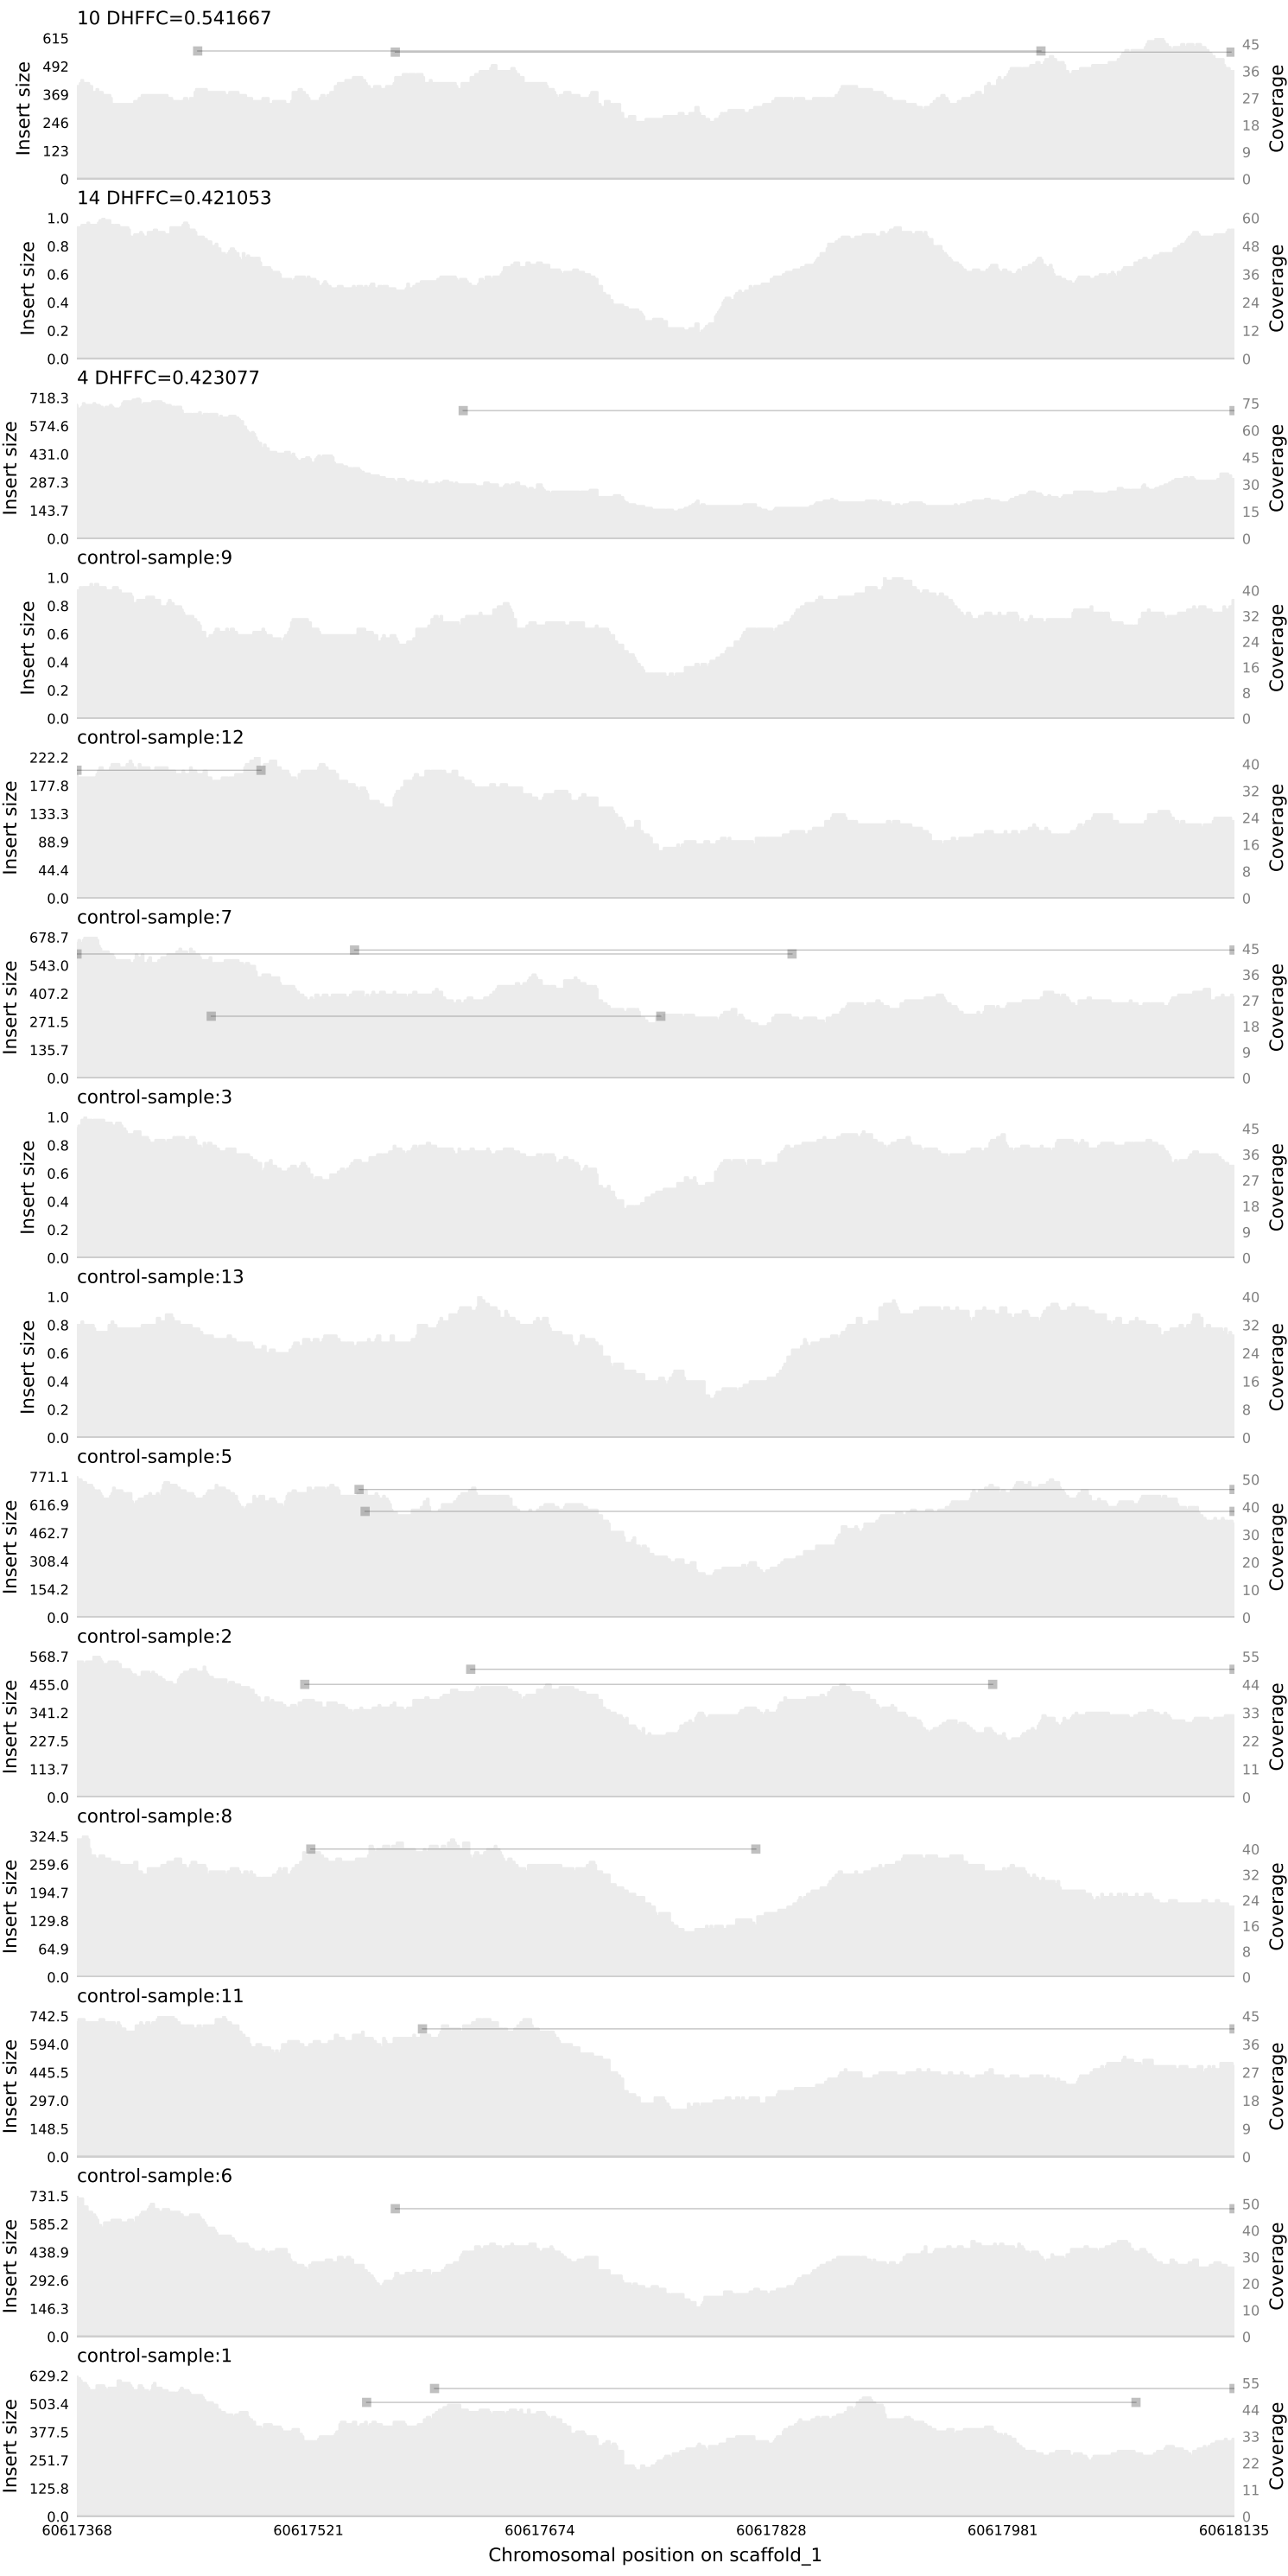 10 DHFFC=0.541667
615 492 369 246 123 0
Insert size
45 36 27 18 9 0
Coverage
14 DHFFC=0.421053
1.0 0.8 0.6 0.4 0.2 0.0
Insert size
60 48 36 24 12 0
Coverage
4 DHFFC=0.423077
718.3 574.6 431.0 287.3 143.7 0.0
Insert size
75 60 45 30 15 0
Coverage
control-sample:9
1.0 0.8 0.6 0.4 0.2 0.0
Insert size
40 32 24 16 8 0
Coverage
control-sample:12
222.2 177.8 133.3 88.9 44.4 0.0
Insert size
40 32 24 16 8 0
Coverage
control-sample:7
678.7 543.0 407.2 271.5 135.7 0.0
Insert size
45 36 27 18 9 0
Coverage
control-sample:3
1.0 0.8 0.6 0.4 0.2 0.0
Insert size
45 36 27 18 9 0
Coverage
control-sample:13
1.0 0.8 0.6 0.4 0.2 0.0
Insert size
40 32 24 16 8 0
Coverage
control-sample:5
771.1 616.9 462.7 308.4 154.2 0.0
Insert size
50 40 30 20 10 0
Coverage
control-sample:2
568.7 455.0 341.2 227.5 113.7 0.0
Insert size
55 44 33 22 11 0
Coverage
control-sample:8
324.5 259.6 194.7 129.8 64.9 0.0
Insert size
40 32 24 16 8 0
Coverage
control-sample:11
742.5 594.0 445.5 297.0 148.5 0.0
Insert size
45 36 27 18 9 0
Coverage
control-sample:6
731.5 585.2 438.9 292.6 146.3 0.0
Insert size
50 40 30 20 10 0
Coverage
control-sample:1
629.2 503.4 377.5 251.7 125.8 0.0
Insert size
55 44 33 22 11 0
Coverage
60617368 60617521 60617674 60617828 60617981 60618135
Chromosomal position on scaffold_1